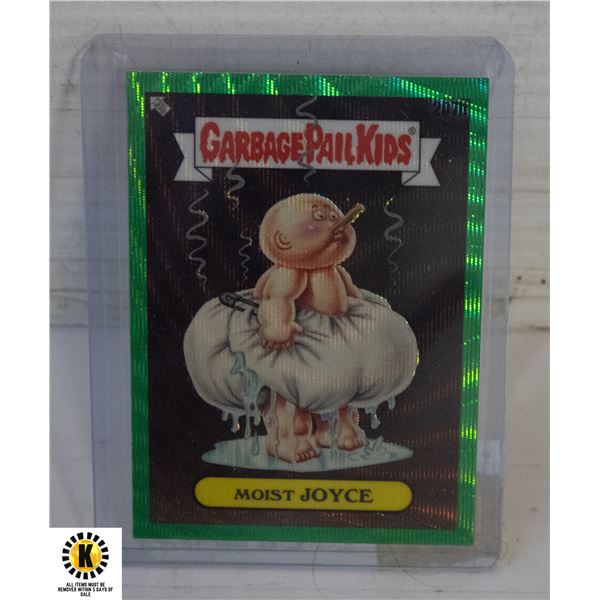 GARBAGE PAIL KIDS®
MOIST JOYCE
K
ALL ITEMS MUST BE
REMOVED WITHIN 5 DAYS OF
SALE